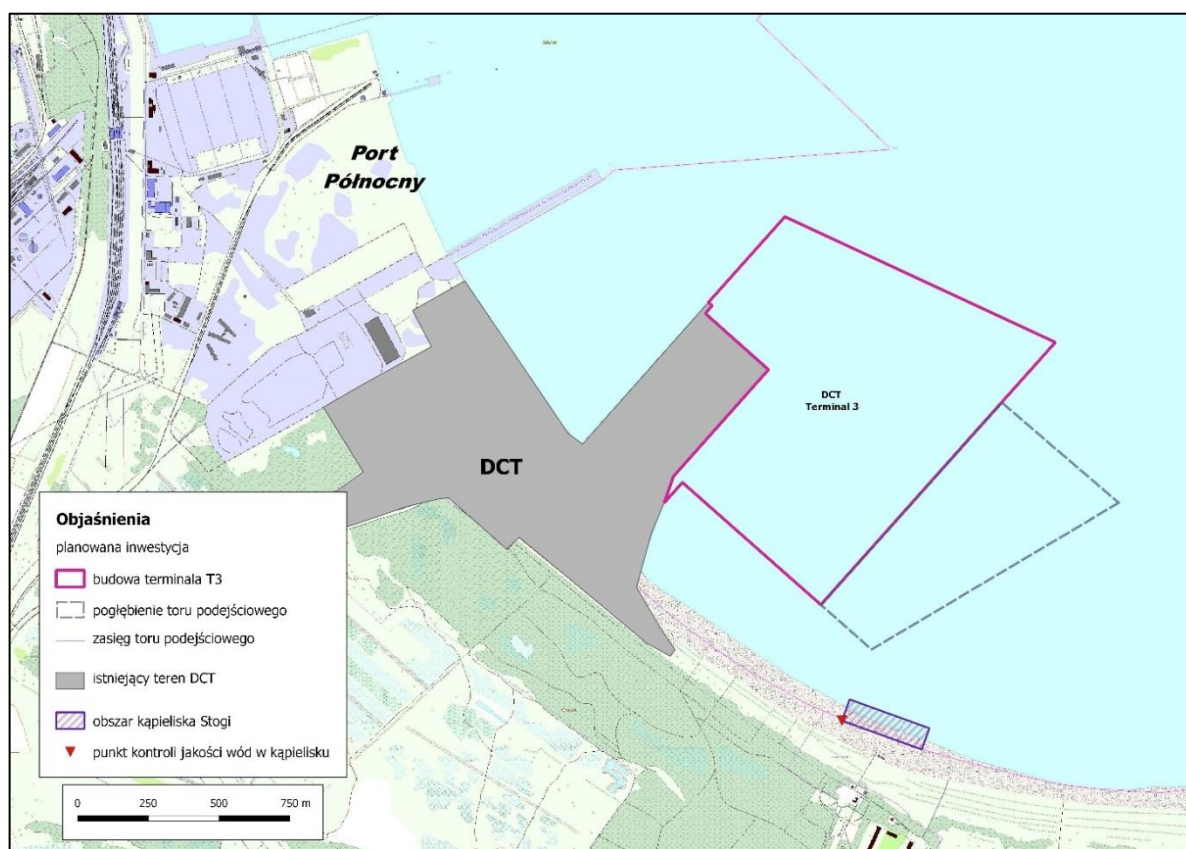 Port
Północny
DCT
Terminal 3
DCT
Objaśnienia
planowana inwestycja
budowa terminala T3
pogłębienie toru podejściowego
zasięg toru podejściowego
istniejący teren DCT
obszar kąpieliska Stogi
punkt kontroli jakości wód w kąpielisku
0 250 500 750 m